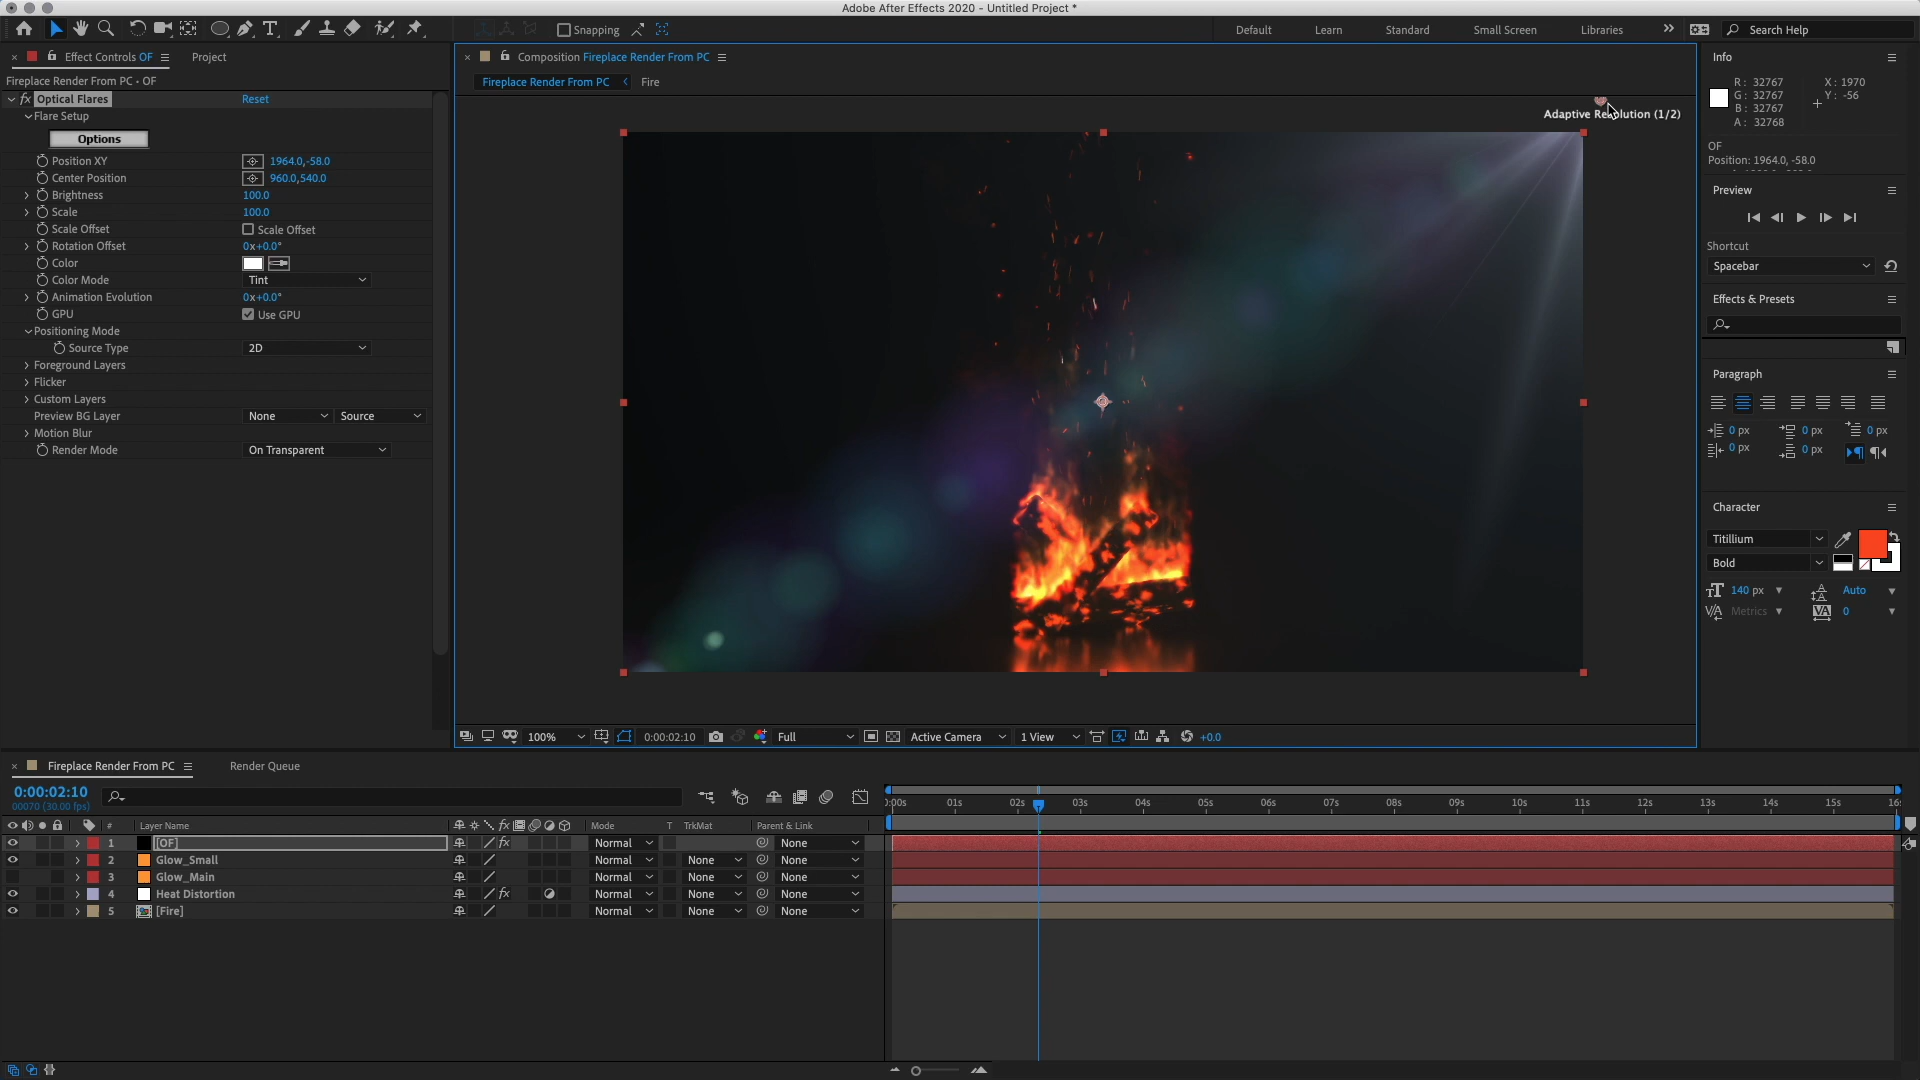 Adobe After Effects 2020 - Untitled Project *
Snapping
Default
Learn
Standard
Small Screen
Libraries
Search Help
Effect Controls OF
Project
Fireplace Render From PC • OF
fx Optical Flares
Reset
Flare Setup
Options
Position XY
1964.0,-58.0
Center Position
960.0,540.0
Brightness
100.0
Scale
100.0
Scale Offset
Scale Offset
Rotation Offset
0x+0.0°
Color
Color Mode
Tint
Animation Evolution
0x+0.0°
GPU
Use GPU
Positioning Mode
Source Type
2D
Foreground Layers
Flicker
Custom Layers
Preview BG Layer
None
Source
Motion Blur
Render Mode
On Transparent
Composition Fireplace Render From PC
Fireplace Render From PC
Fire
Adaptive Resolution (1/2)
100%
0:00:02:10
Full
Active Camera
1 View
+0.0
Info
R: 32767
G: 32767
B: 32767
A: 32768
X: 1970
Y: -56
OF
Position: 1964.0, -58.0
Preview
Shortcut
Spacebar
Effects & Presets
Paragraph
0 px
0 px
0 px
0 px
0 px
Character
Titillium
Bold
140 px
Auto
Metrics
0
Fireplace Render From PC
Render Queue
0:00:02:10
00070 (30.00 fps)
#
Layer Name
fx
Mode
T
TrkMat
Parent & Link
1
[OF]
fx
Normal
None
2
Glow_Small
Normal
None
None
3
Glow_Main
Normal
None
None
4
Heat Distortion
fx
Normal
None
None
5
[Fire]
Normal
None
None
:00s
01s
02s
03s
04s
05s
06s
07s
08s
09s
10s
11s
12s
13s
14s
15s